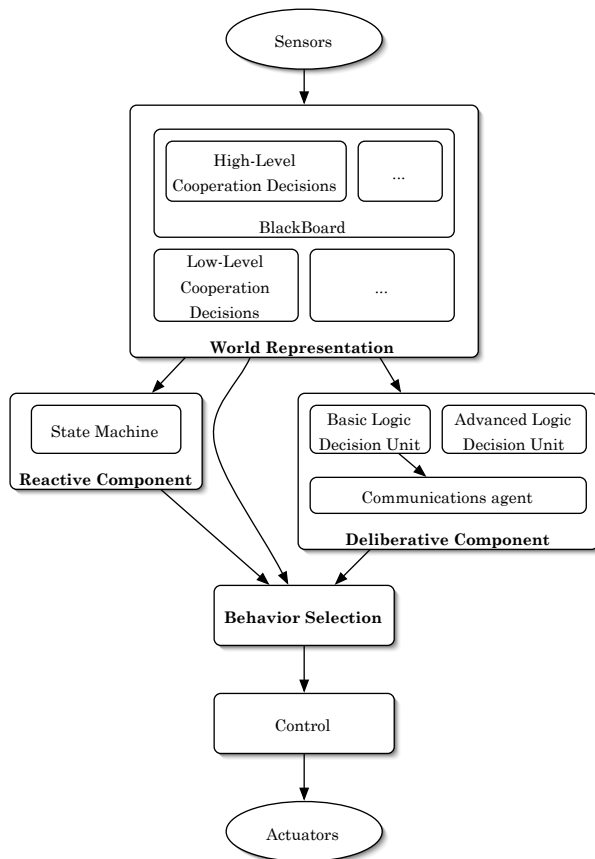 Sensors
High-Level
Cooperation Decisions
...
BlackBoard
Low-Level
Cooperation
Decisions
...
World Representation
State Machine
Reactive Component
Basic Logic
Decision Unit
Advanced Logic
Decision Unit
Communications agent
Deliberative Component
Behavior Selection
Control
Actuators